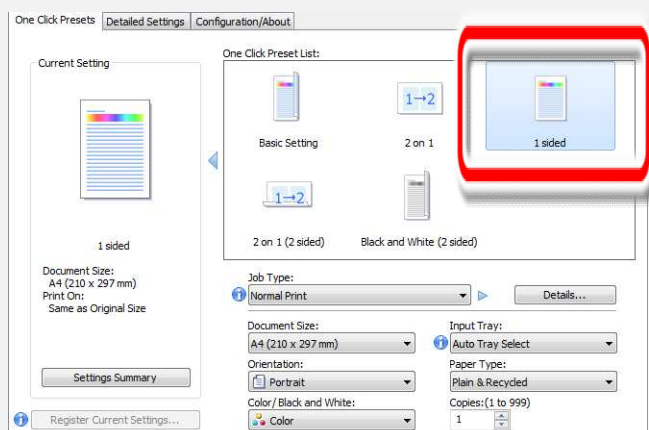 One Click Presets
Detailed Settings
Configuration/About
Current Setting
1 sided
Document Size:
A4 (210 x 297 mm)
Print On:
Same as Original Size
Settings Summary
Register Current Settings...
One Click Preset List:
Basic Setting
1→2
2 on 1
1 sided
1→2
2 on 1 (2 sided)
Black and White (2 sided)
Job Type:
Normal Print
Details...
Document Size:
A4 (210 x 297 mm)
Input Tray:
Auto Tray Select
Orientation:
Portrait
Paper Type:
Plain & Recycled
Color/ Black and White:
Color
Copies:(1 to 999)
1